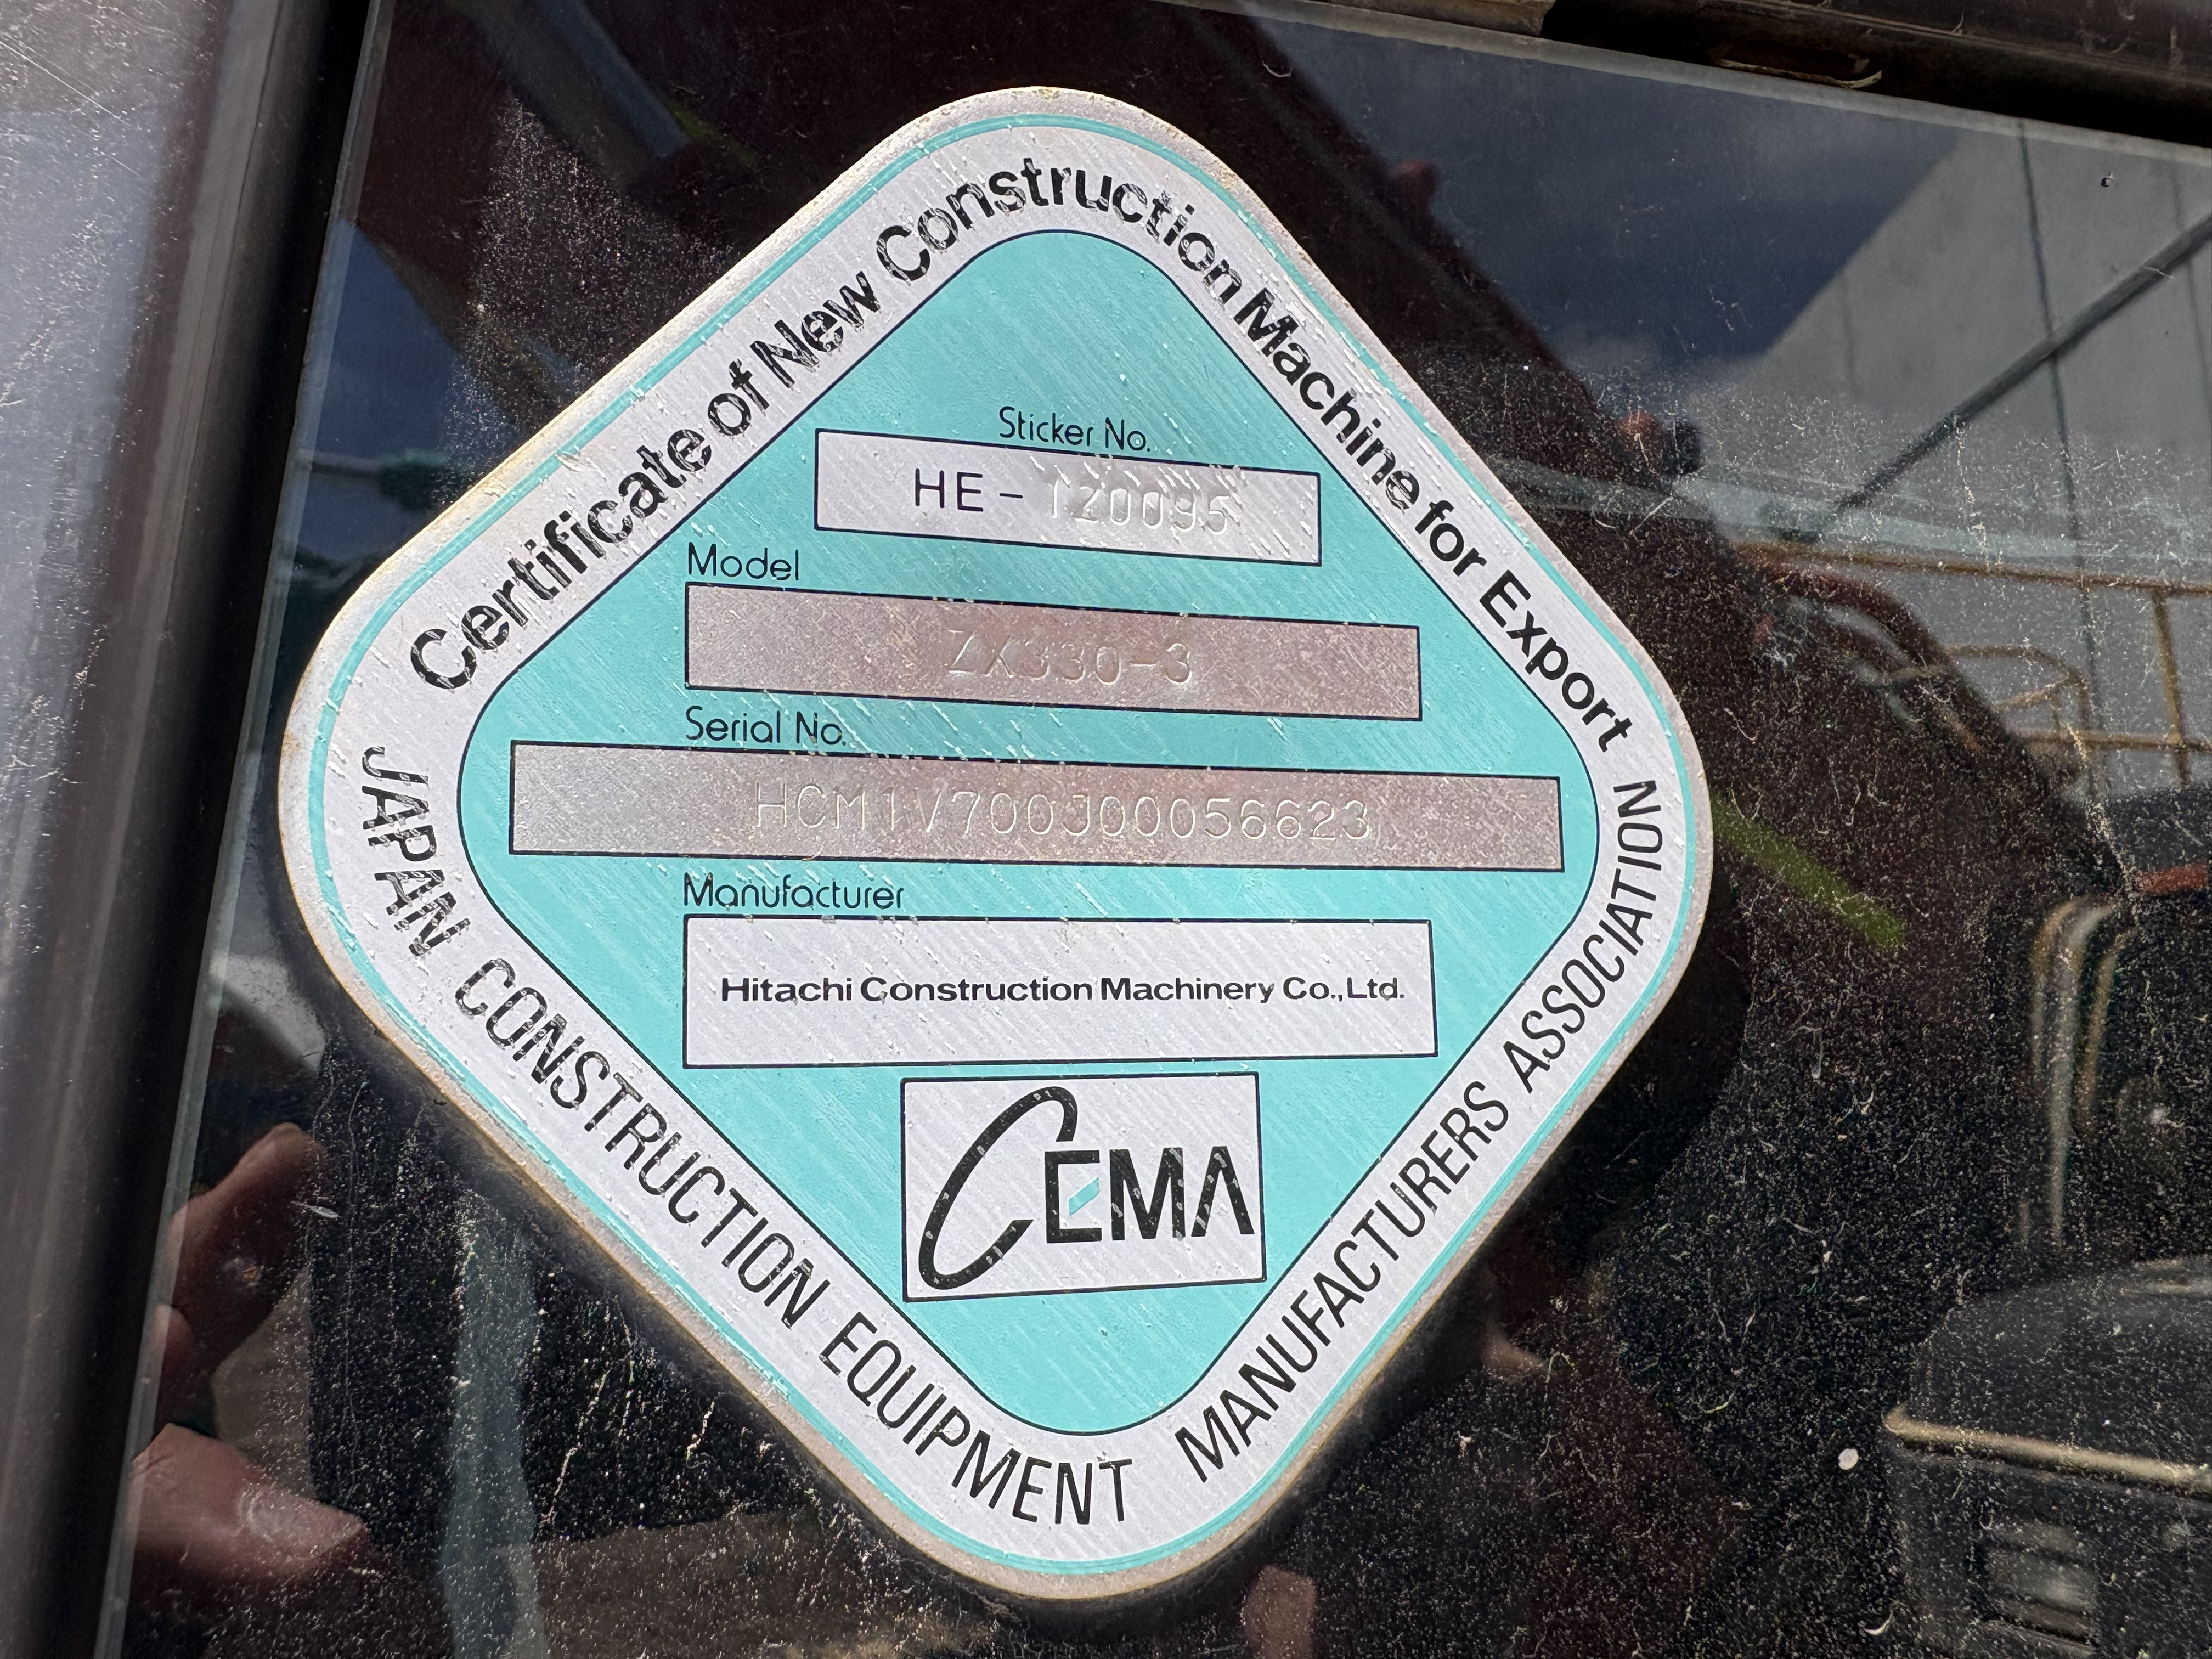 Certificate of New Construction Machine for Export
Sticker No.
HE-120095
Model
ZX330-3
Serial No.
HCM1V700J00056623
Manufacturer
Hitachi Construction Machinery Co., Ltd.
CEMA
JAPAN CONSTRUCTION EQUIPMENT MANUFACTURERS ASSOCIATION